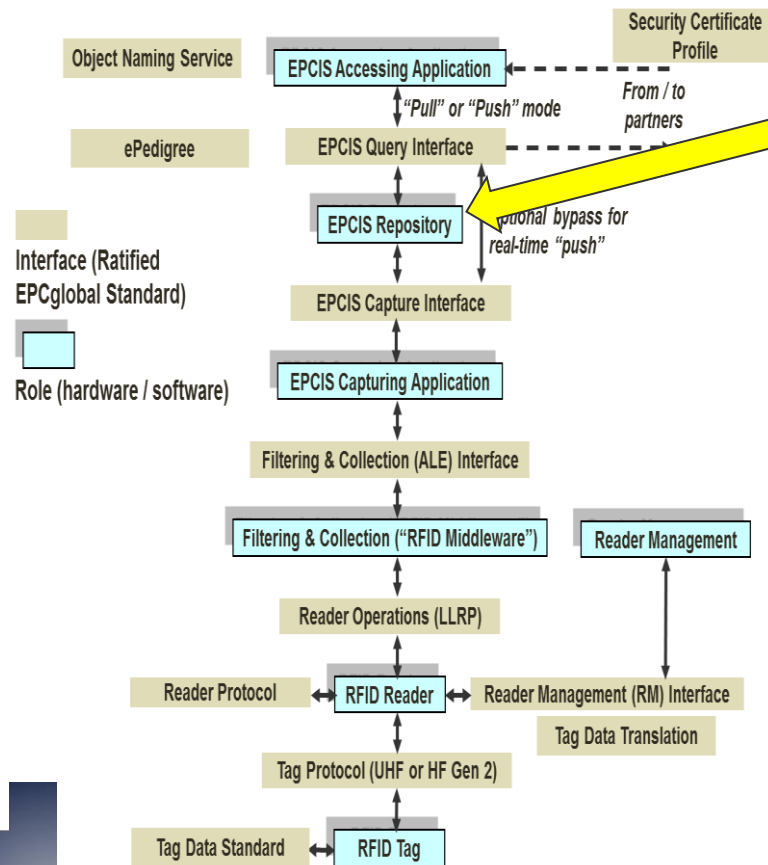 Security Certificate
Profile
Object Naming Service
EPCIS Accessing Application
"Pull" or "Push" mode
From / to
partners
ePedigree
EPCIS Query Interface
EPCIS Repository
bypass for
real-time "push"
Interface (Ratified
EPCglobal Standard)
EPCIS Capture Interface
Role (hardware / software)
EPCIS Capturing Application
Filtering & Collection (ALE) Interface
Filtering & Collection ("RFID Middleware")
Reader Management
Reader Operations (LLRP)
Reader Protocol
RFID Reader
Reader Management (RM) Interface
Tag Data Translation
Tag Protocol (UHF or HF Gen 2)
Tag Data Standard
RFID Tag